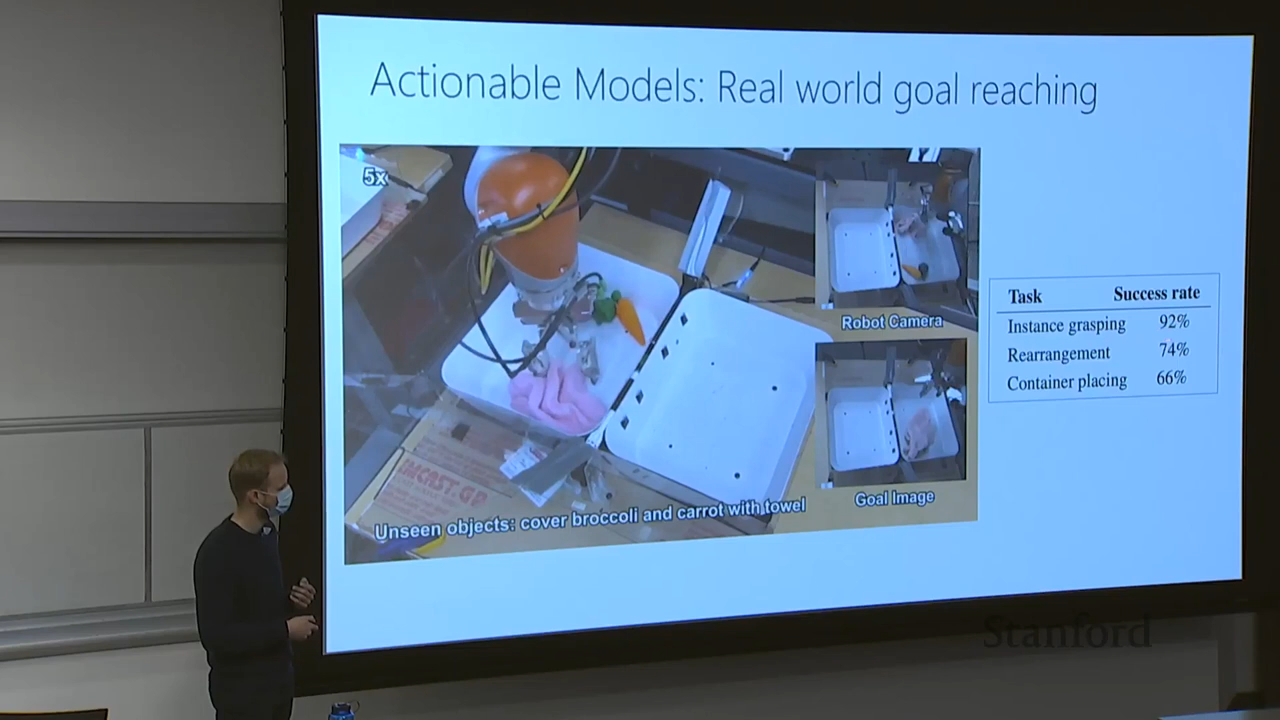 Actionable Models: Real world goal reaching
5x
Robot Camera
Goal Image
Unseen objects: cover broccoli and carrot with towel
Task Success rate
Instance grasping 92%
Rearrangement 74%
Container placing 66%
Stanford